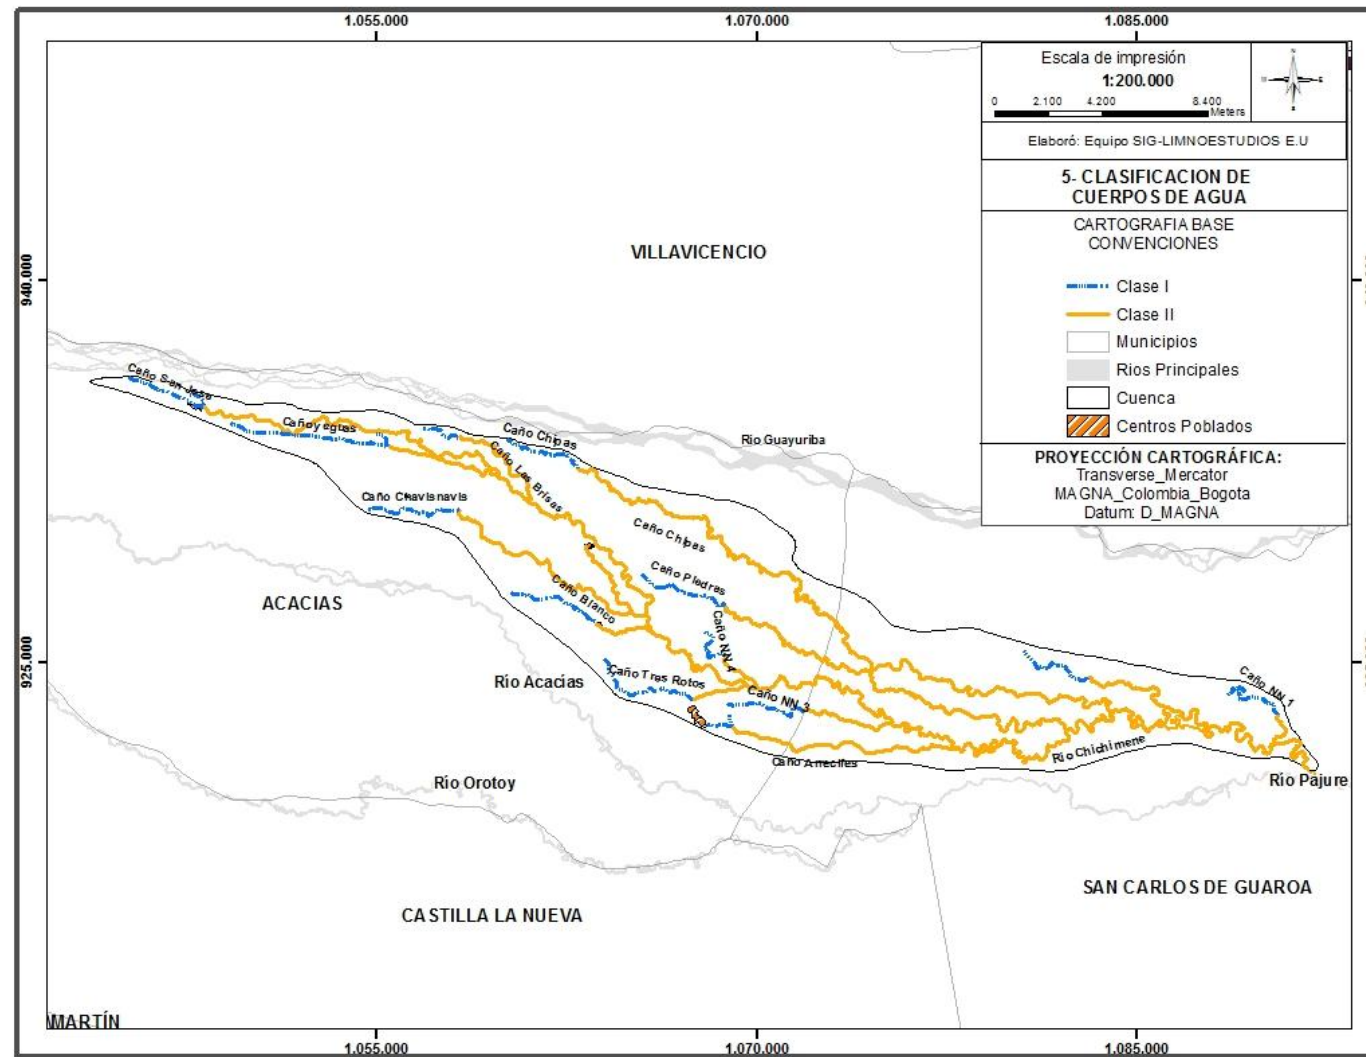 1.055.000
1.070.000
1.085.000
Escala de impresión
1:200.000
0 2.100 4.200 8.400
Meters
Elaboró: Equipo SIG-LIMNOESTUDIOS E.U
5- CLASIFICACION DE
CUERPOS DE AGUA
CARTOGRAFIA BASE
CONVENCIONES
Clase I
Clase II
Municipios
Rios Principales
Cuenca
Centros Poblados
PROYECCIÓN CARTOGRÁFICA:
Transverse_Mercator
MAGNA_Colombia_Bogota
Datum: D_MAGNA
VILLAVICENCIO
940.000
Caño San Jose
Cañoyeguas
Caño Chipas
Rio Guayuriba
Caño Las Brisas
Caño Chavisnavis
Caño Chipas
Caño Piedras
Caño Blanco
ACACIAS
Caño NN 4
925.000
Río Acacias
Caño Tres Rotos
Caño NN 3
Caño NN 1
Rio Chichimene
Caño Arrecifes
Río Orotoy
Rio Pajure
SAN CARLOS DE GUAROA
CASTILLA LA NUEVA
MARTÍN
1.055.000
1.070.000
1.085.000